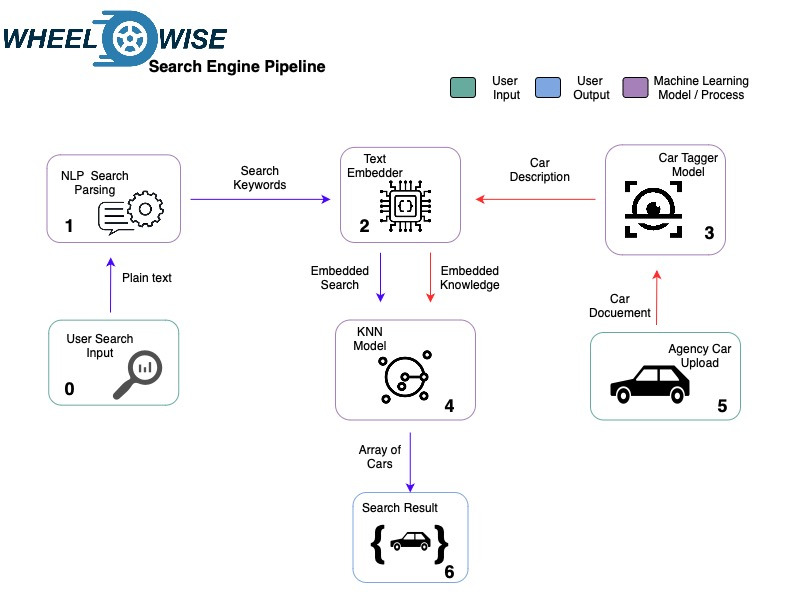 WHEEL WISE
Search Engine Pipeline
User
Input
User
Output
Machine Learning
Model / Process
NLP Search
Parsing
1
Search
Keywords
Text
Embedder
2
Car
Description
Car Tagger
Model
3
Plain text
Embedded
Search
Embedded
Knowledge
Car
Docuement
User Search
Input
0
KNN
Model
4
Agency Car
Upload
5
Array of
Cars
Search Result
6